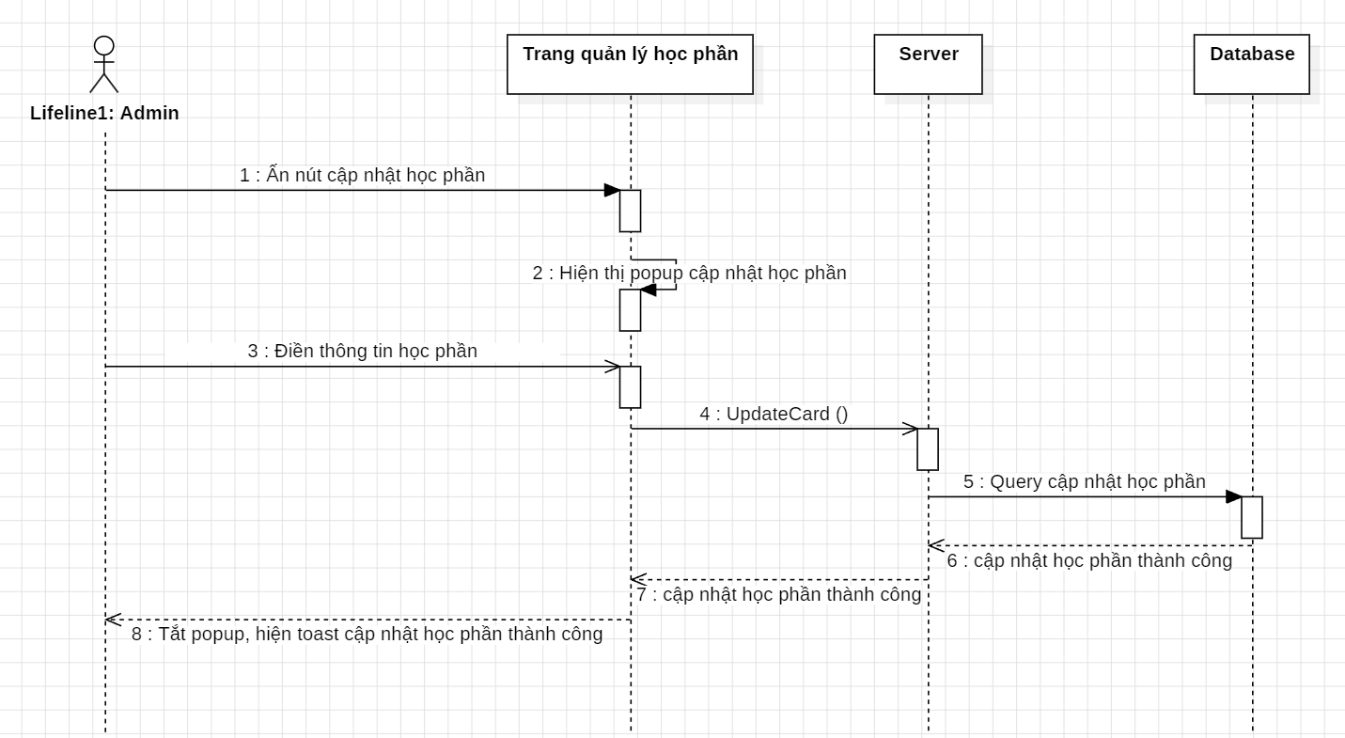 Trang quản lý học phần
Server
Database
Lifeline1: Admin
1 : Ấn nút cập nhật học phần
2 : Hiện thị popup cập nhật học phần
3 : Điền thông tin học phần
4 : UpdateCard ()
5 : Query cập nhật học phần
6 : cập nhật học phần thành công
7 : cập nhật học phần thành công
8 : Tắt popup, hiện toast cập nhật học phần thành công